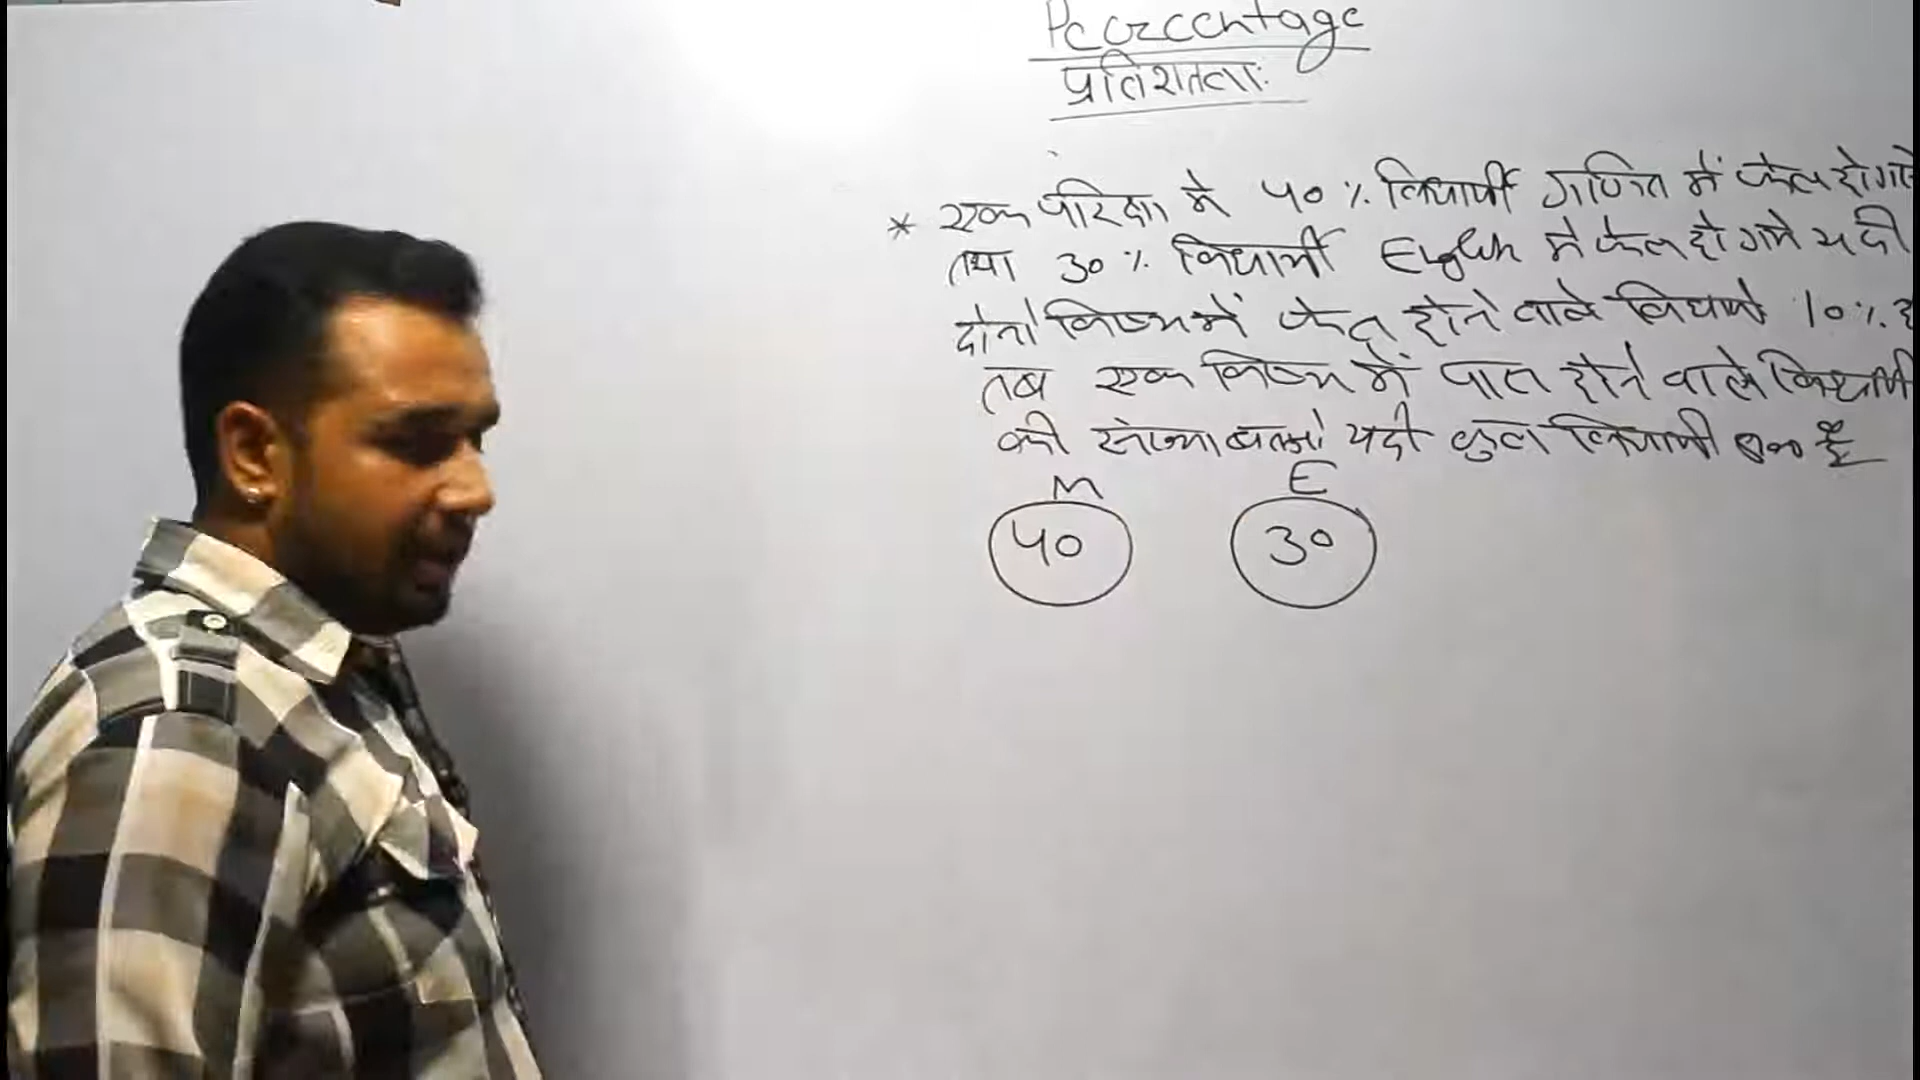 Percentage
प्रतिशतता:
* एक परिक्षा मे 40 % विधार्थी गणित में फेल हो गये
तथा 30 % विधार्थी English मे फेल हो गये यदी
दोनो विषय में फेल होने वाले विधार्थी 10 % है
तब एक विषय में पास होने वाले विधार्थी
की संख्या बताओ यदी कुल विधार्थी है
M E
40 30